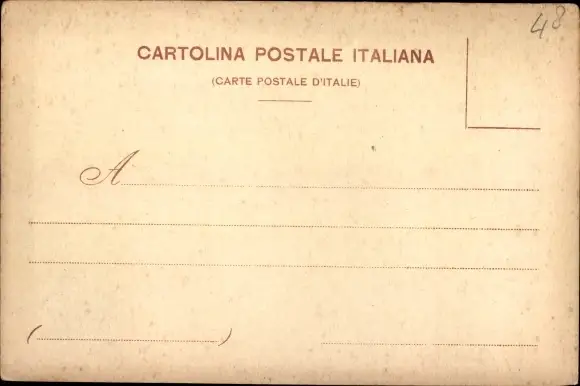 48
CARTOLINA POSTALE ITALIANA
(CARTE POSTALE D'ITALIE)
A
( )